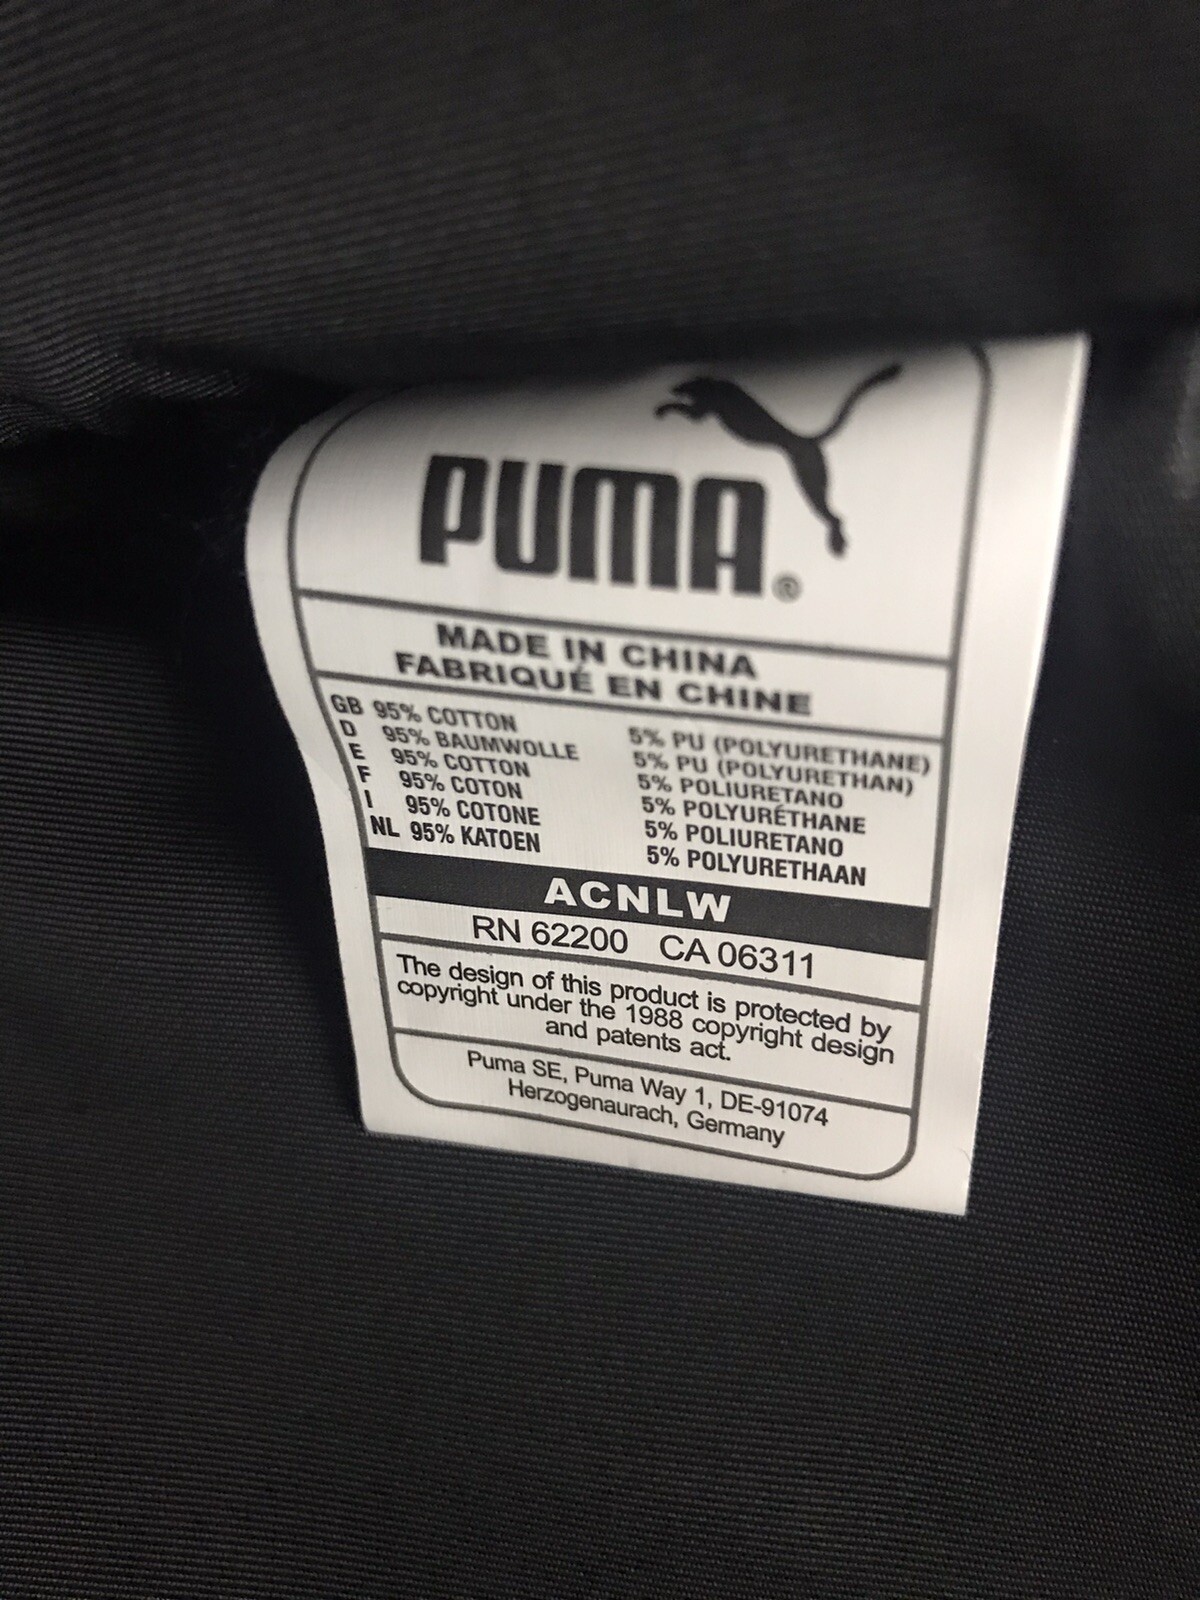 PUMA®
MADE IN CHINA
FABRIQUÉ EN CHINE
GB 95% COTTON 5% PU (POLYURETHANE)
D 95% BAUMWOLLE 5% PU (POLYURETHAN)
E 95% COTTON 5% POLIURETANO
F 95% COTON 5% POLYURÉTHANE
I 95% COTONE 5% POLIURETANO
NL 95% KATOEN 5% POLYURETHAAN
ACNLW
RN 62200 CA 06311
The design of this product is protected by
copyright under the 1988 copyright design
and patents act.
Puma SE, Puma Way 1, DE-91074
Herzogenaurach, Germany